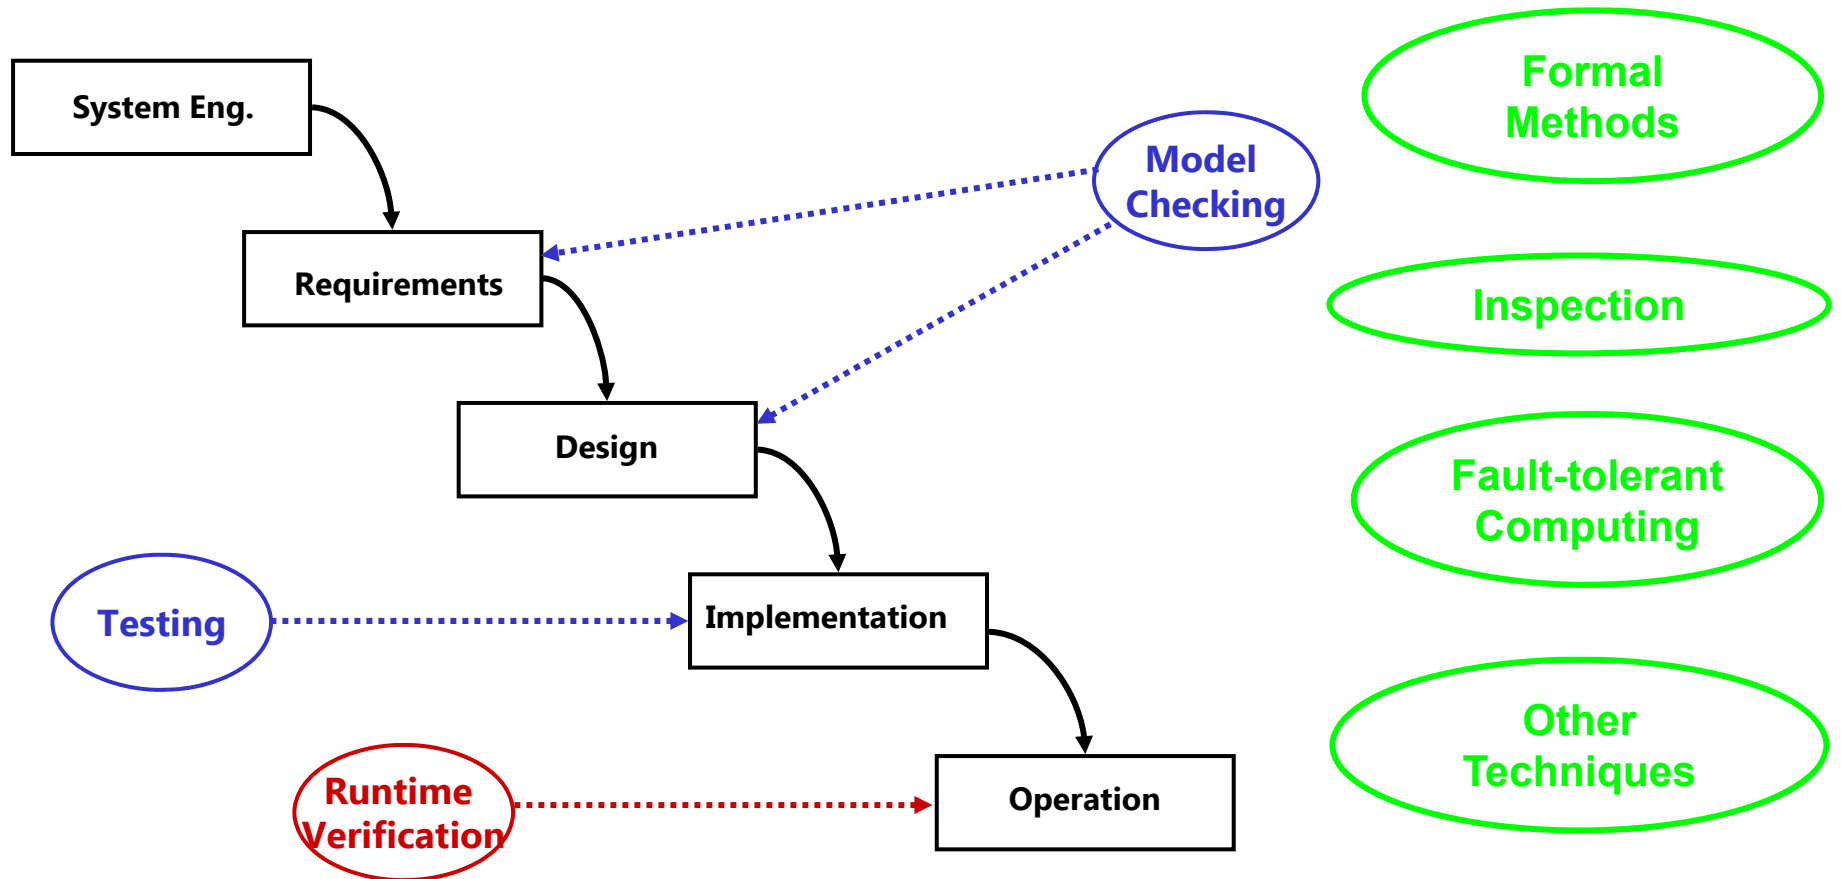 System Eng.
Requirements
Design
Implementation
Operation
Model
Checking
Testing
Runtime
Verification
Formal
Methods
Inspection
Fault-tolerant
Computing
Other
Techniques